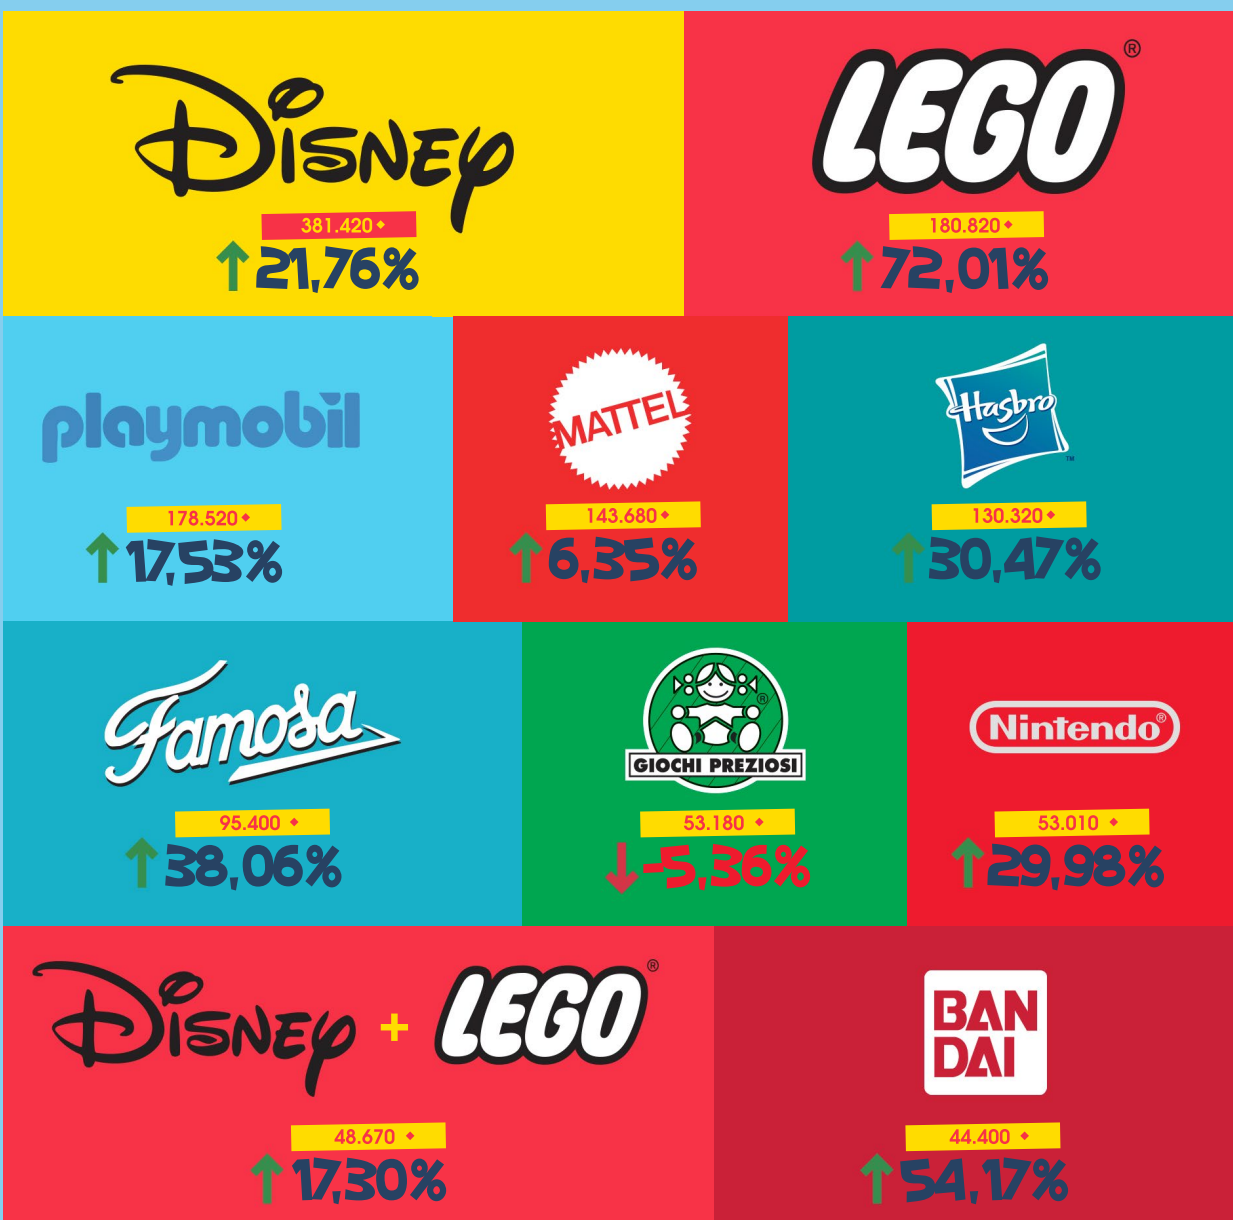 Disney
LEGO®
381.420
180.820
21,76%
72,01%
playmobil
MATTEL
Hasbro
TM
178.520
143.680
130.320
17,53%
6,35%
30,47%
Famosa
®
GIOCHI PREZIOSI
Nintendo®
95.400
53.180
53.010
38,06%
-5,36%
29,98%
Disney + LEGO®
BAN
DAI
48.670
44.400
17,30%
54,17%